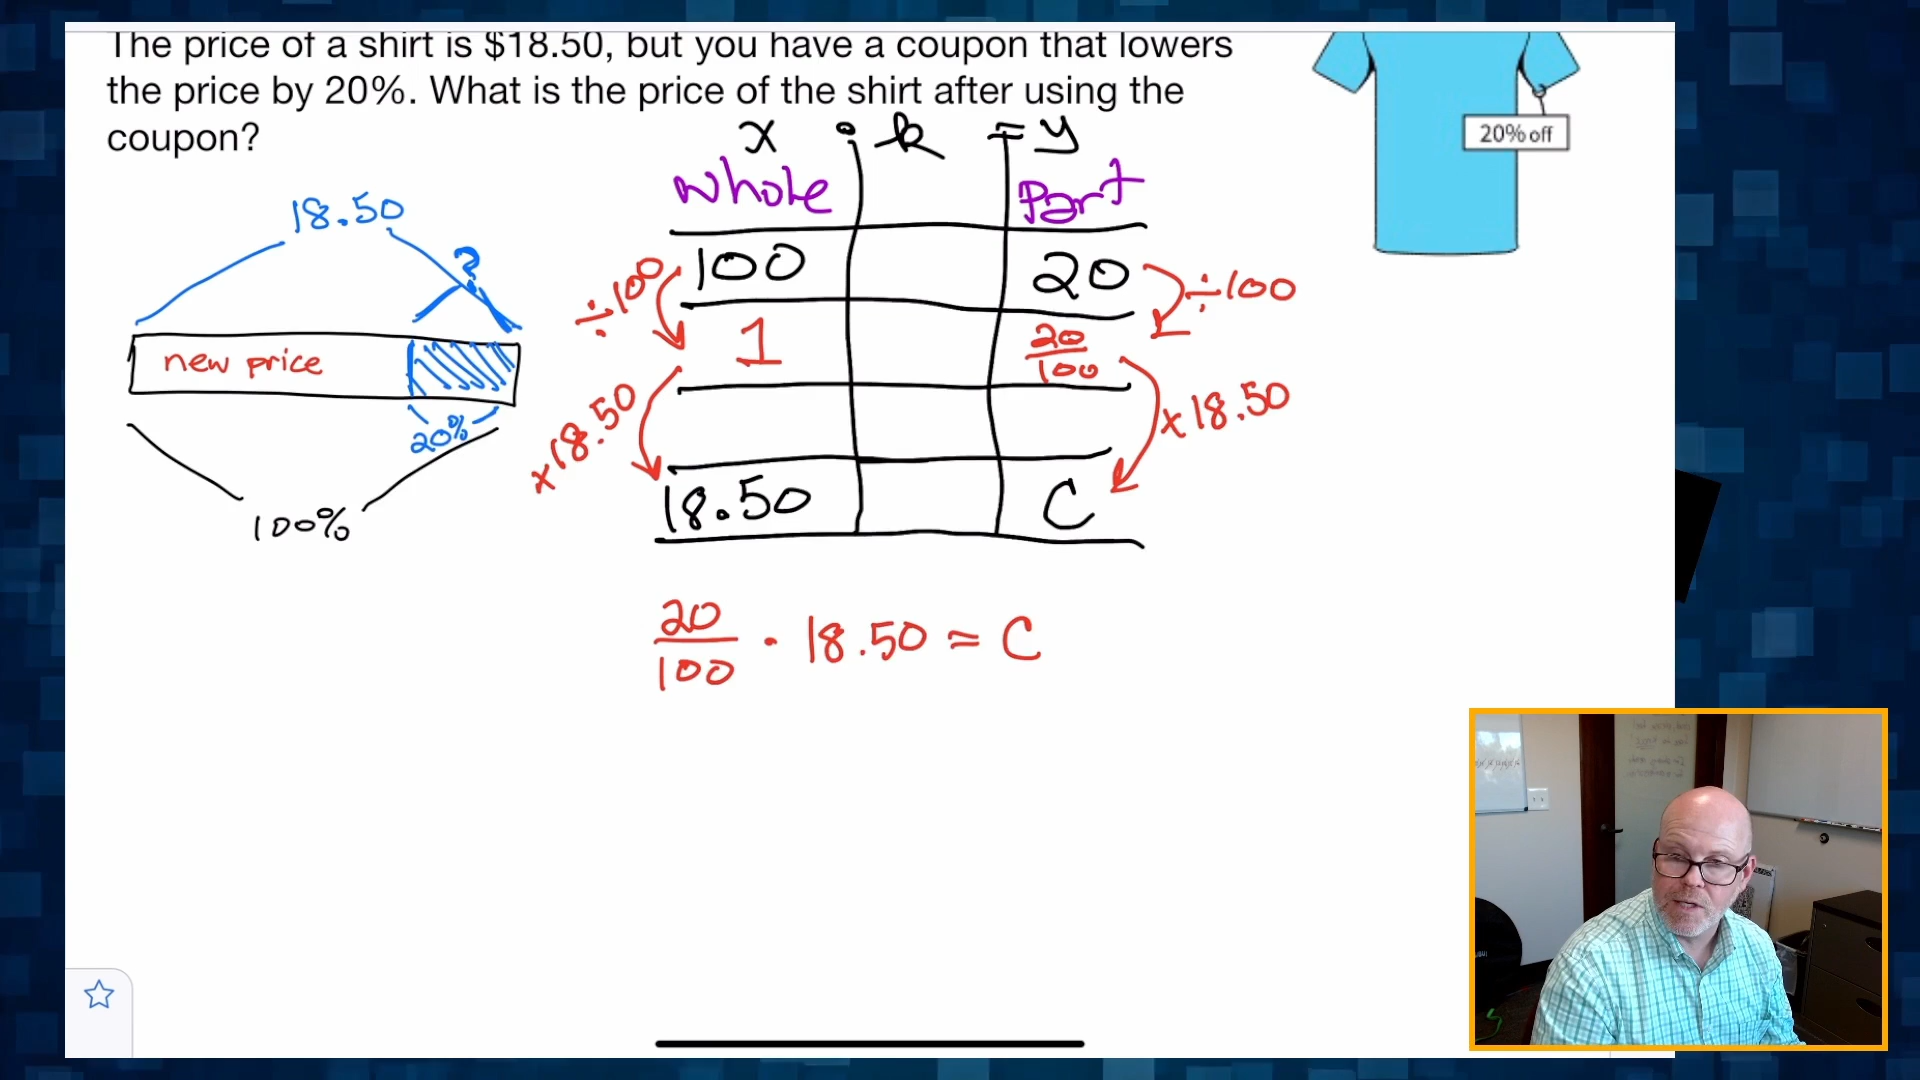 The price of a shirt is $18.50, but you have a coupon that lowers
the price by 20%. What is the price of the shirt after using the
coupon?
20% off
x · k = y
whole Part
100 20
÷100 ÷100
1 20/100
×18.50 ×18.50
18.50 C
18.50
?
new price
20%
100%
20/100 · 18.50 = C